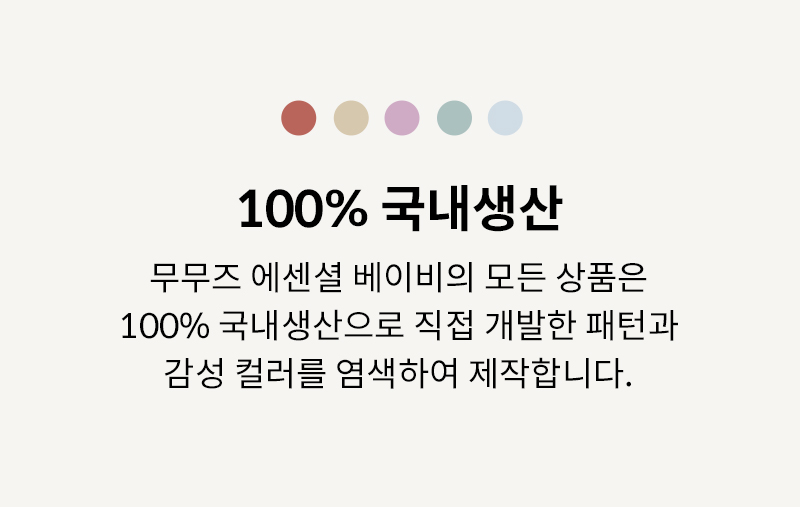 100% 국내생산
무무즈 에센셜 베이비의 모든 상품은
100% 국내생산으로 직접 개발한 패턴과
감성 컬러를 염색하여 제작합니다.